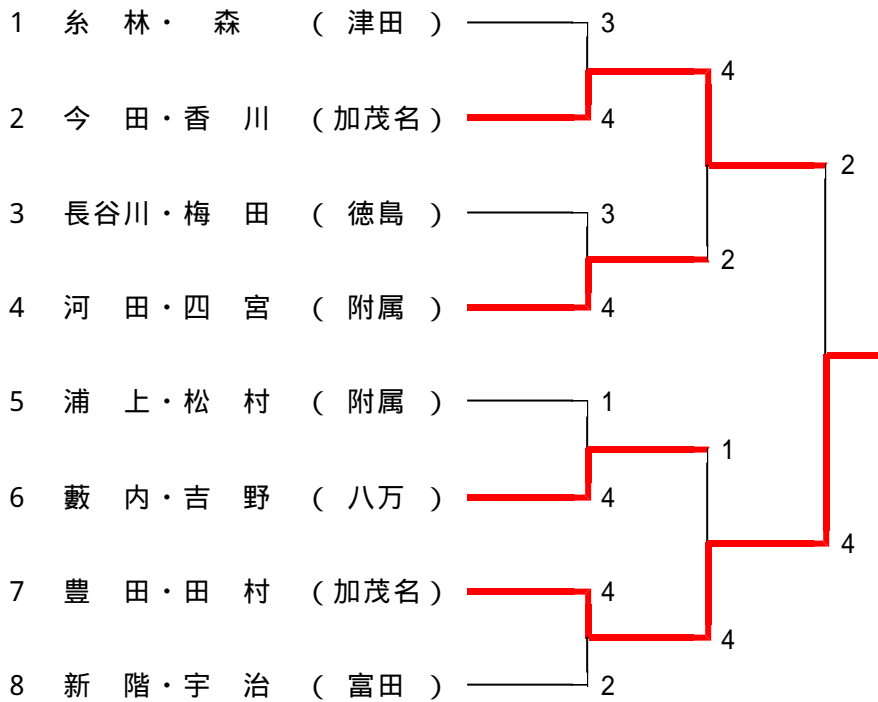 1 糸 林・ 森 ( 津田 ) 3
4
2 今 田・香 川 (加茂名) 4
2
3 長谷川・梅 田 ( 徳島 ) 3
2
4 河 田・四 宮 ( 附属 ) 4
5 浦 上・松 村 ( 附属 ) 1
1
6 藪 内・吉 野 ( 八万 ) 4
4
7 豊 田・田 村 (加茂名) 4
4
8 新 階・宇 治 ( 富田 ) 2